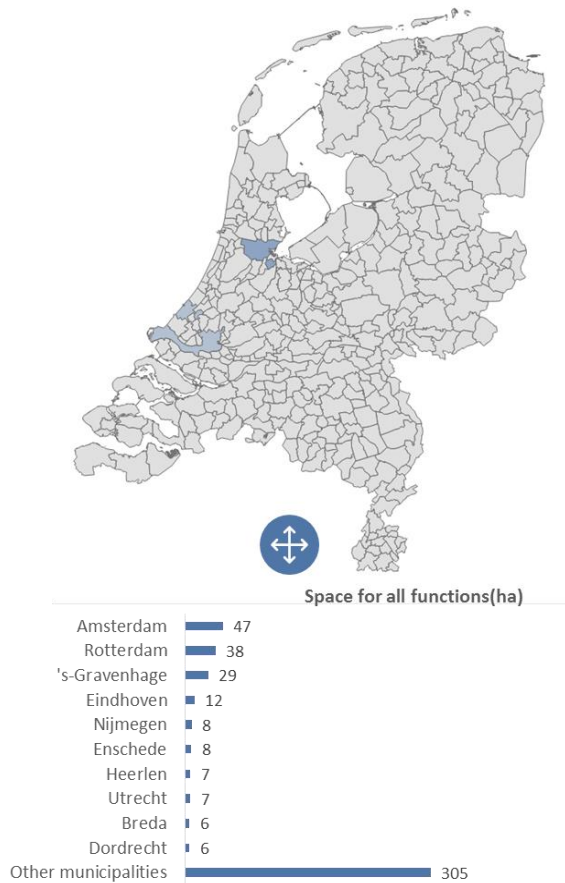 Space for all functions(ha)
Amsterdam 47
Rotterdam 38
's-Gravenhage 29
Eindhoven 12
Nijmegen 8
Enschede 8
Heerlen 7
Utrecht 7
Breda 6
Dordrecht 6
Other municipalities 305